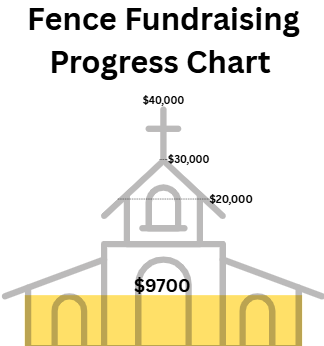 Fence Fundraising
Progress Chart
$40,000
$30,000
$20,000
$9700